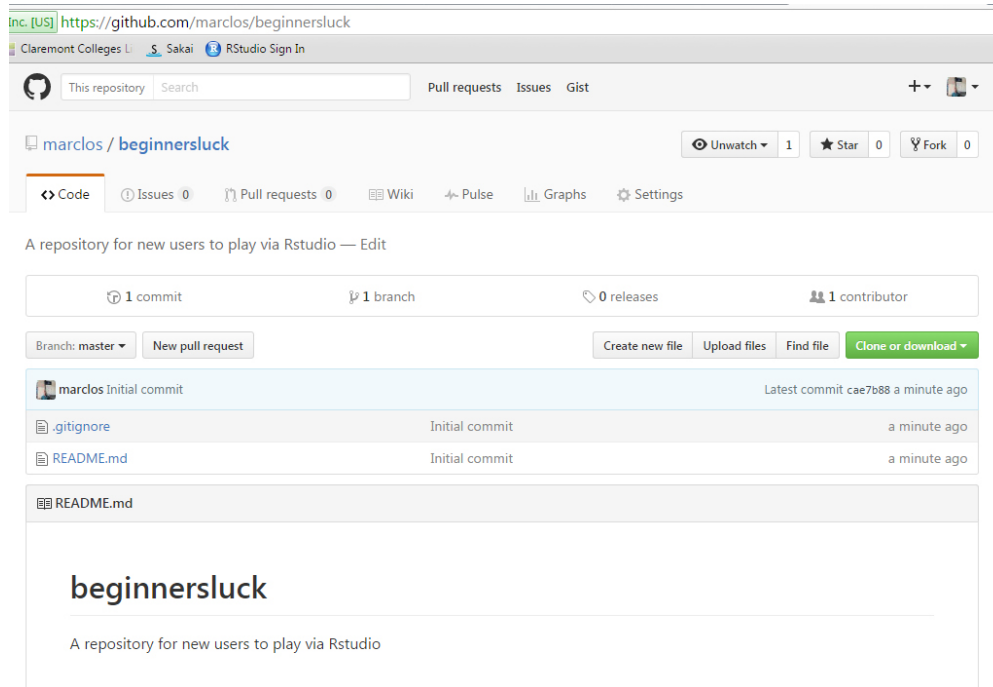 Inc. [US] https://github.com/marclos/beginnersluck
Claremont Colleges Li S Sakai R RStudio Sign In
This repository Search Pull requests Issues Gist
marclos / beginnersluck Unwatch 1 Star 0 Fork 0
Code Issues 0 Pull requests 0 Wiki Pulse Graphs Settings
A repository for new users to play via Rstudio — Edit
1 commit 1 branch 0 releases 1 contributor
Branch: master New pull request Create new file Upload files Find file Clone or download
marclos Initial commit Latest commit cae7b88 a minute ago
.gitignore Initial commit a minute ago
README.md Initial commit a minute ago
README.md
beginnersluck
A repository for new users to play via Rstudio